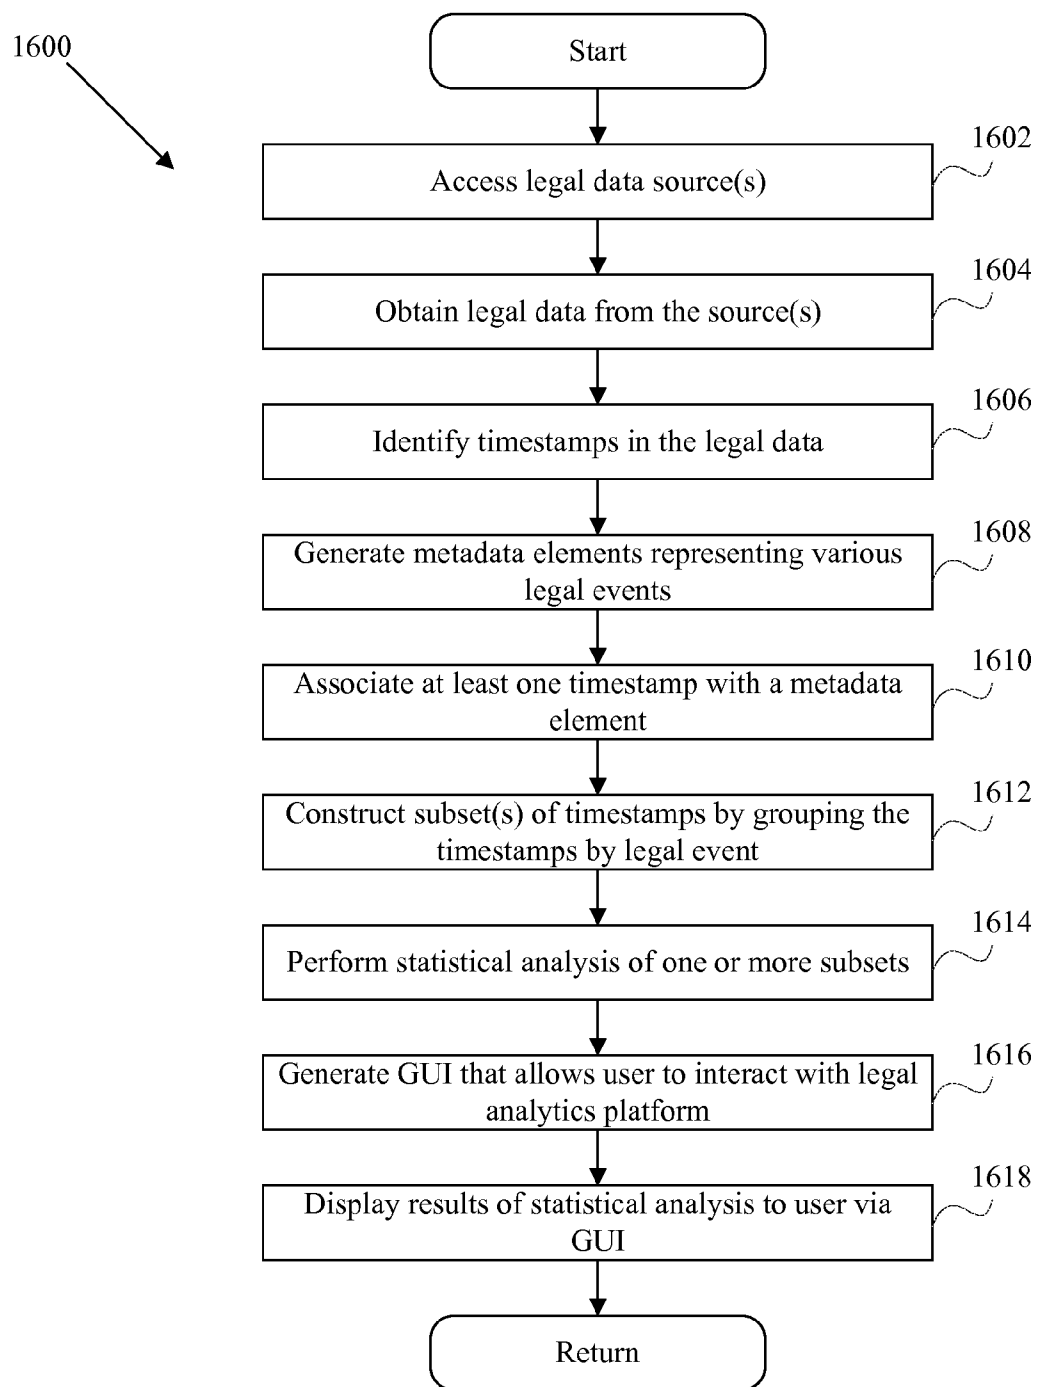 1600
Start
1602
Access legal data source(s)
1604
Obtain legal data from the source(s)
1606
Identify timestamps in the legal data
1608
Generate metadata elements representing various
legal events
1610
Associate at least one timestamp with a metadata
element
1612
Construct subset(s) of timestamps by grouping the
timestamps by legal event
1614
Perform statistical analysis of one or more subsets
1616
Generate GUI that allows user to interact with legal
analytics platform
1618
Display results of statistical analysis to user via
GUI
Return